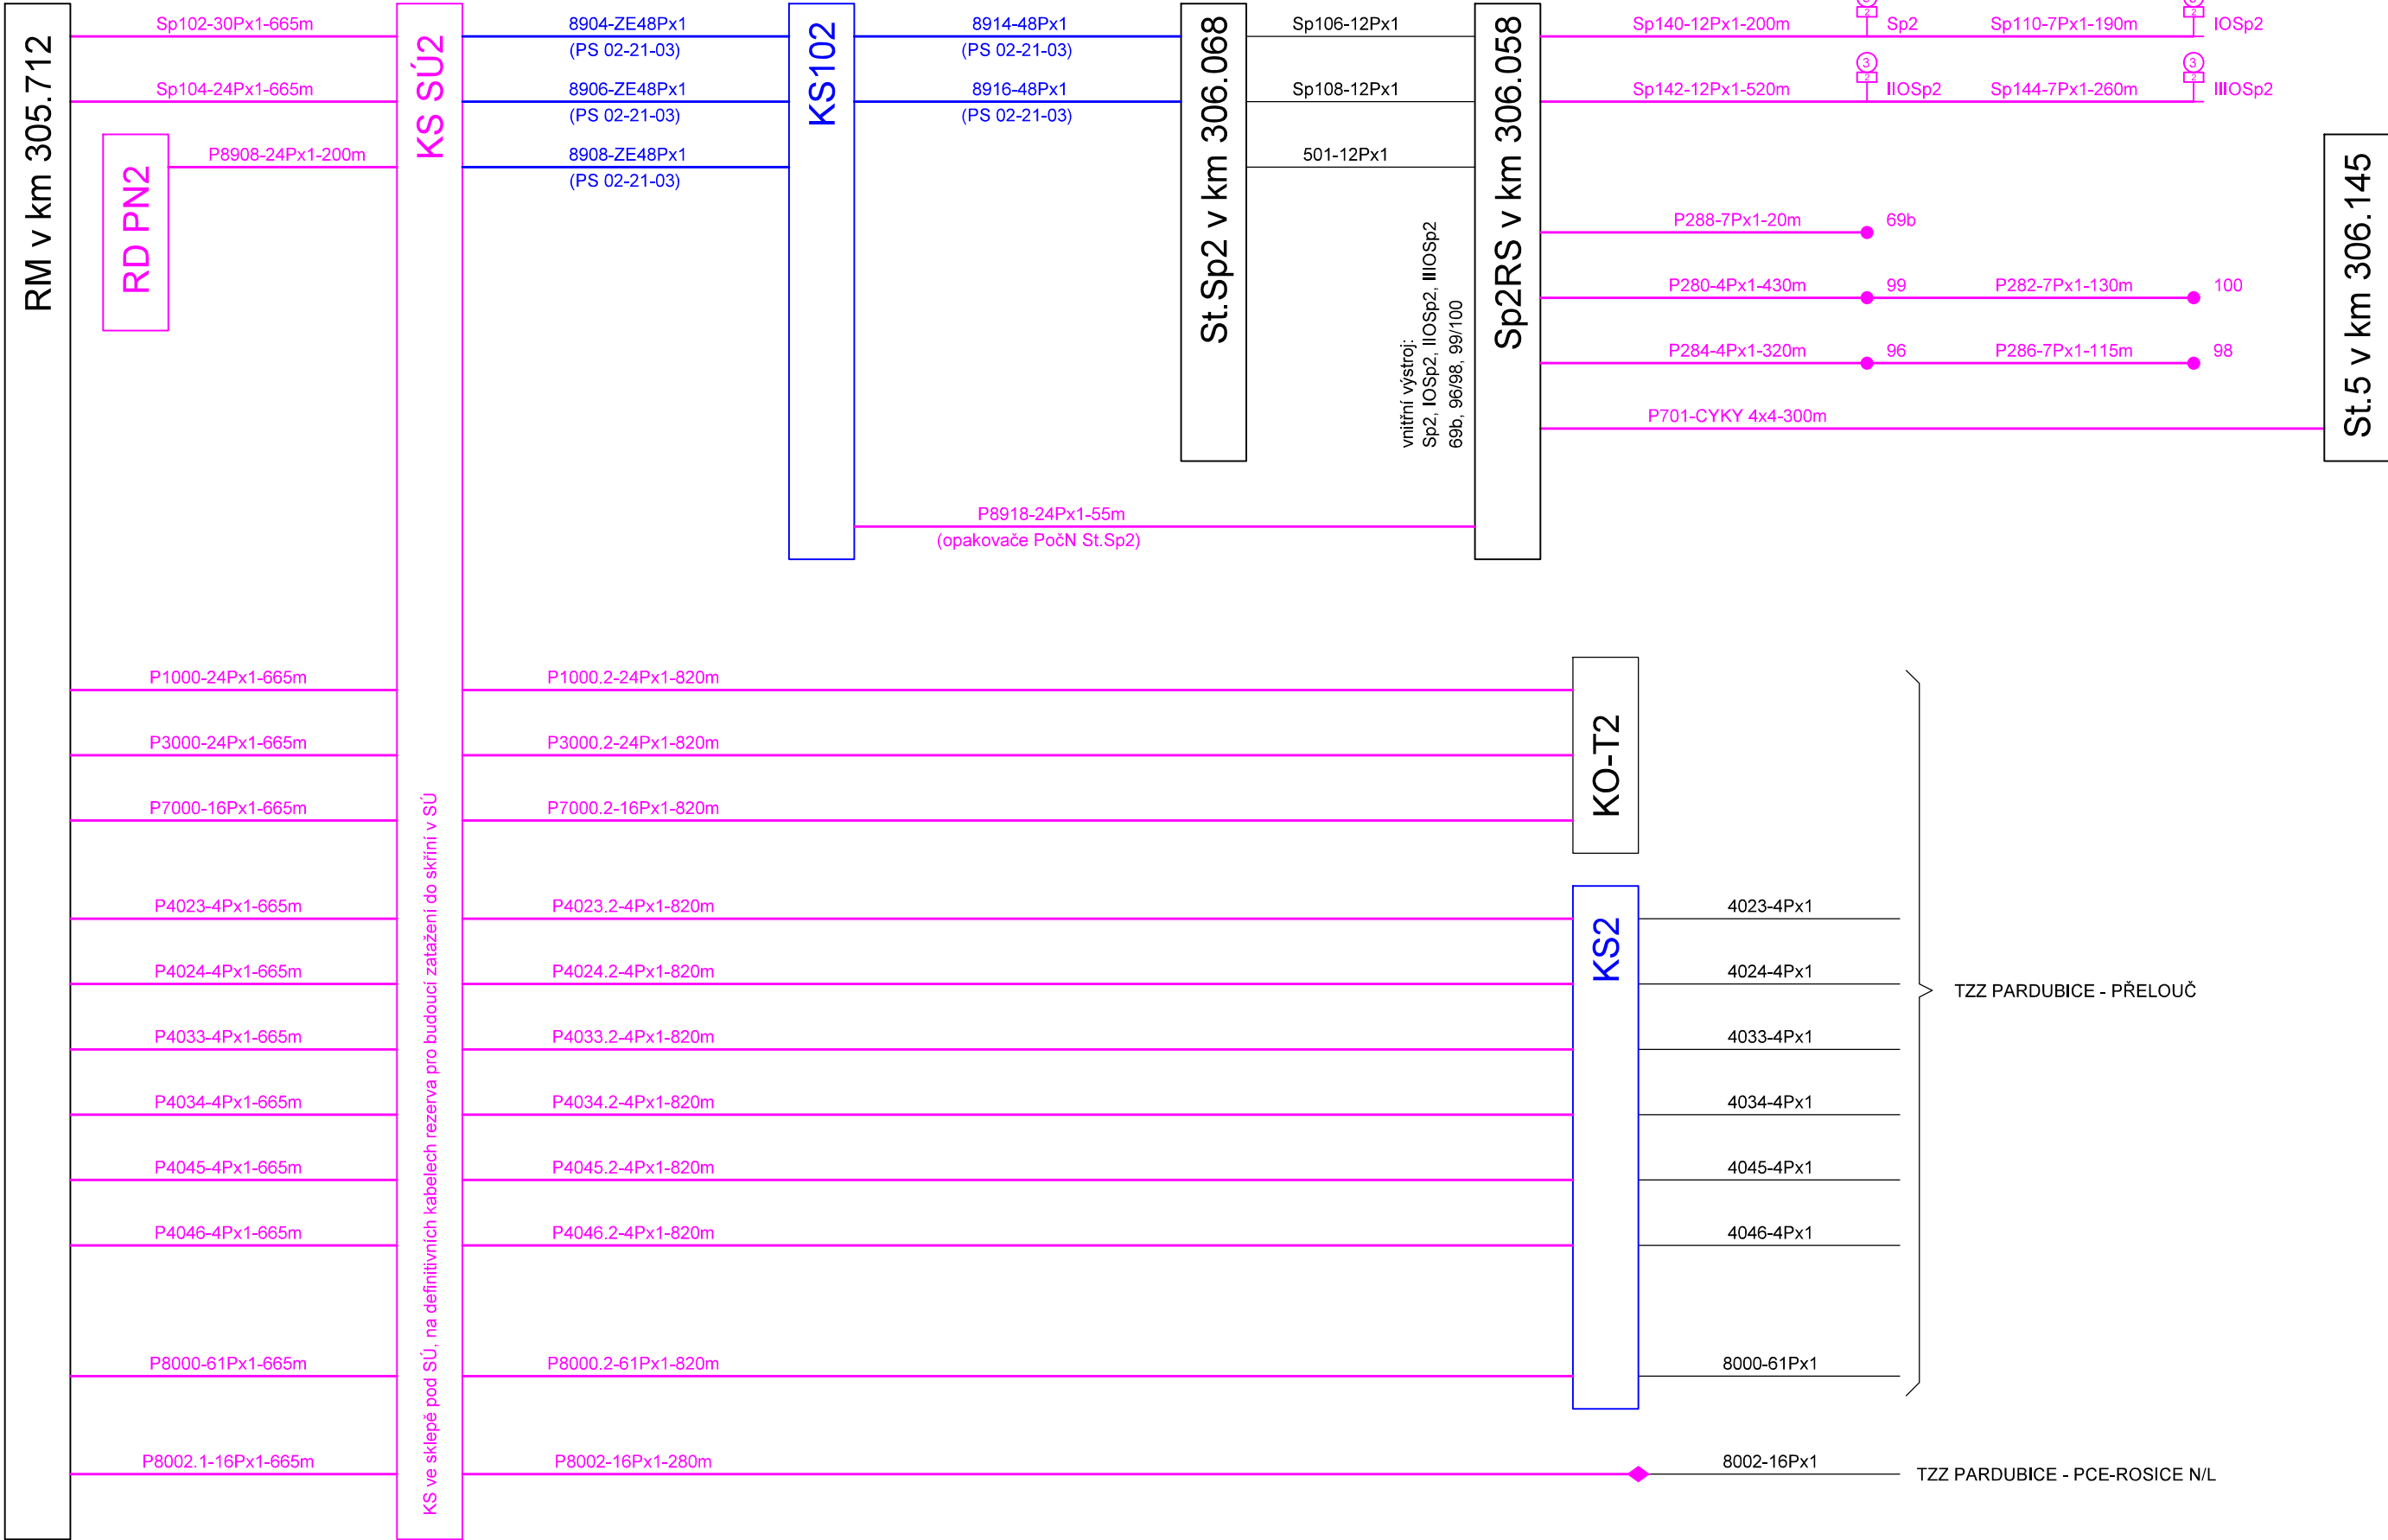 RM v km 305.712
Sp102-30Px1-665m
Sp104-24Px1-665m
RD PN2
P8908-24Px1-200m
KS SÚ2
8904-ZE48Px1
(PS 02-21-03)
8906-ZE48Px1
(PS 02-21-03)
8908-ZE48Px1
(PS 02-21-03)
KS102
8914-48Px1
(PS 02-21-03)
8916-48Px1
(PS 02-21-03)
St.Sp2 v km 306.068
Sp106-12Px1
Sp108-12Px1
501-12Px1
vnitřní výstroj:
Sp2, IOSp2, IIOSp2, IIIOSp2
69b, 96/98, 99/100
Sp2RS v km 306.058
Sp140-12Px1-200m
2
Sp2
Sp110-7Px1-190m
2
IOSp2
Sp142-12Px1-520m
3
2
IIOSp2
Sp144-7Px1-260m
3
2
IIIOSp2
P288-7Px1-20m
69b
P280-4Px1-430m
99
P282-7Px1-130m
100
P284-4Px1-320m
96
P286-7Px1-115m
98
P701-CYKY 4x4-300m
St.5 v km 306.145
P8918-24Px1-55m
(opakovače PočN St.Sp2)
P1000-24Px1-665m
P1000.2-24Px1-820m
P3000-24Px1-665m
P3000.2-24Px1-820m
P7000-16Px1-665m
P7000.2-16Px1-820m
KO-T2
KS ve sklepě pod SÚ, na definitivních kabelech rezerva pro budoucí zatažení do skříní v SÚ
P4023-4Px1-665m
P4023.2-4Px1-820m
4023-4Px1
KS2
P4024-4Px1-665m
P4024.2-4Px1-820m
4024-4Px1
TZZ PARDUBICE - PŘELOUČ
P4033-4Px1-665m
P4033.2-4Px1-820m
4033-4Px1
P4034-4Px1-665m
P4034.2-4Px1-820m
4034-4Px1
P4045-4Px1-665m
P4045.2-4Px1-820m
4045-4Px1
P4046-4Px1-665m
P4046.2-4Px1-820m
4046-4Px1
P8000-61Px1-665m
P8000.2-61Px1-820m
8000-61Px1
P8002.1-16Px1-665m
P8002-16Px1-280m
8002-16Px1
TZZ PARDUBICE - PCE-ROSICE N/L